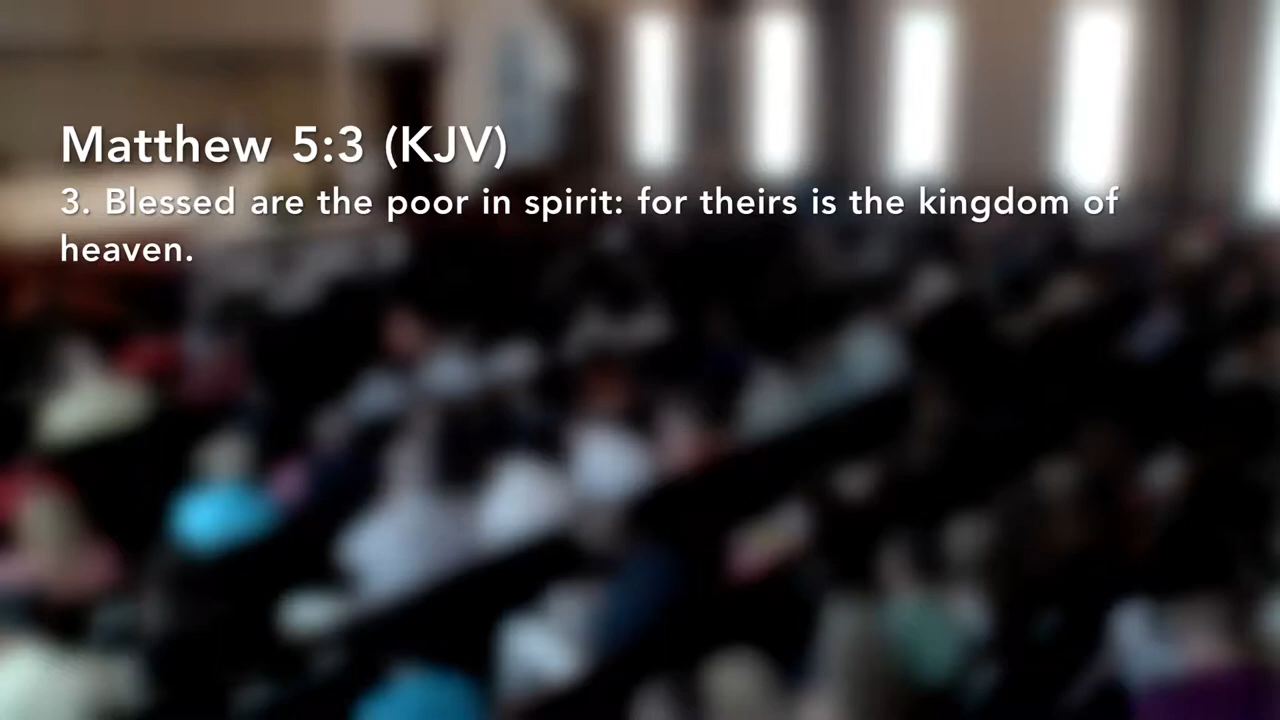 Matthew 5:3 (KJV)
3. Blessed are the poor in spirit: for theirs is the kingdom of
heaven.